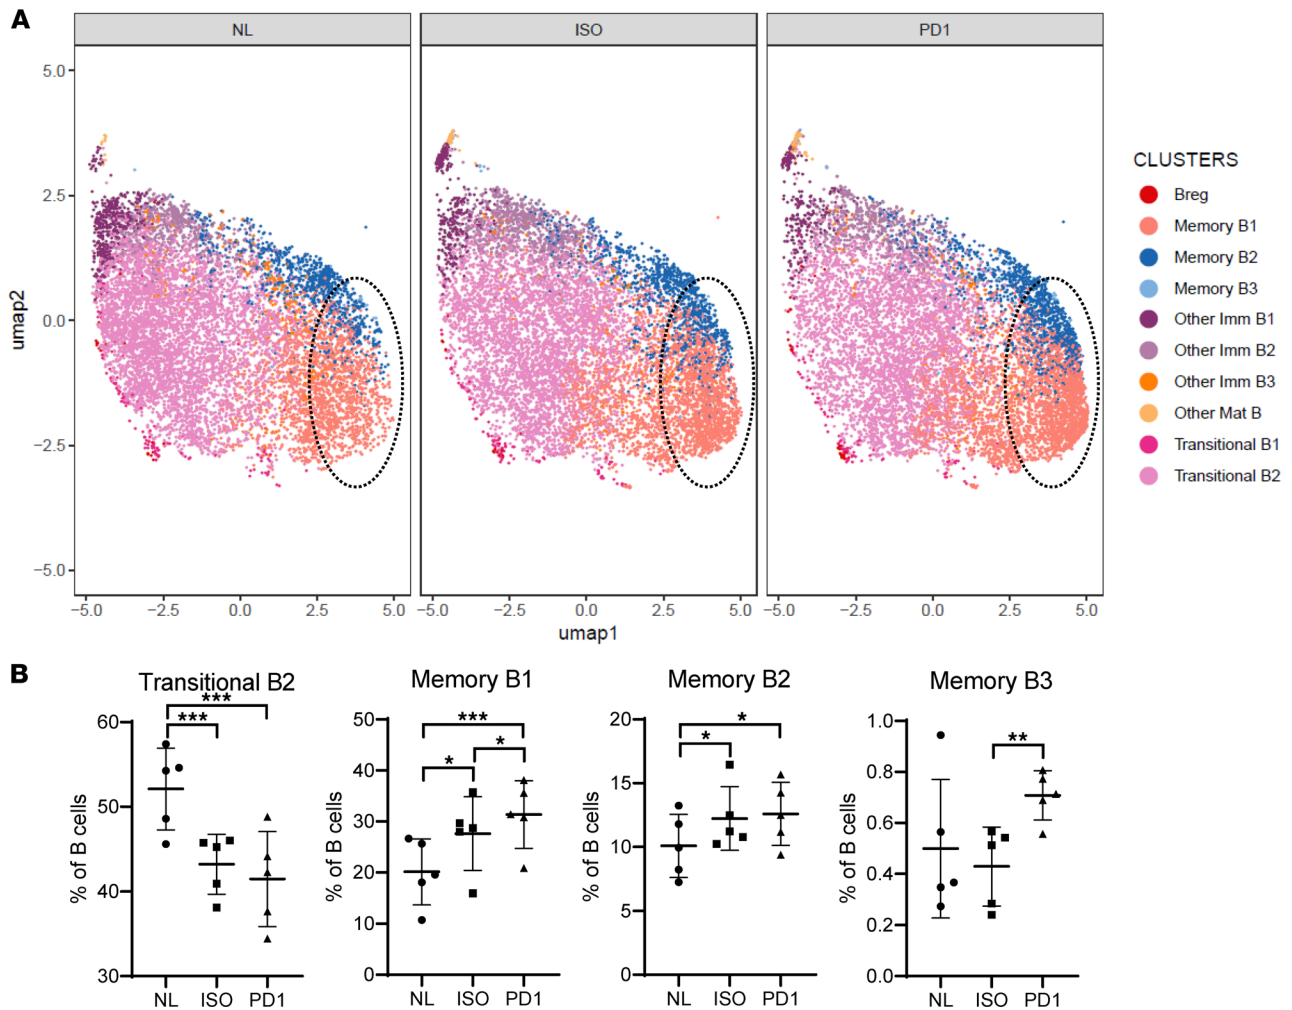 A
NL
ISO
PD1
5.0
2.5
0.0
−2.5
−5.0
umap2
−5.0
−2.5
0.0
2.5
5.0
−5.0
−2.5
0.0
2.5
5.0
−5.0
−2.5
0.0
2.5
5.0
umap1
CLUSTERS
Breg
Memory B1
Memory B2
Memory B3
Other Imm B1
Other Imm B2
Other Imm B3
Other Mat B
Transitional B1
Transitional B2
B
Transitional B2
***
***
60
50
40
30
% of B cells
NL
ISO
PD1
Memory B1
***
*
*
50
40
30
20
10
0
% of B cells
NL
ISO
PD1
Memory B2
*
*
20
15
10
5
0
% of B cells
NL
ISO
PD1
Memory B3
**
1.0
0.8
0.6
0.4
0.2
0.0
% of B cells
NL
ISO
PD1